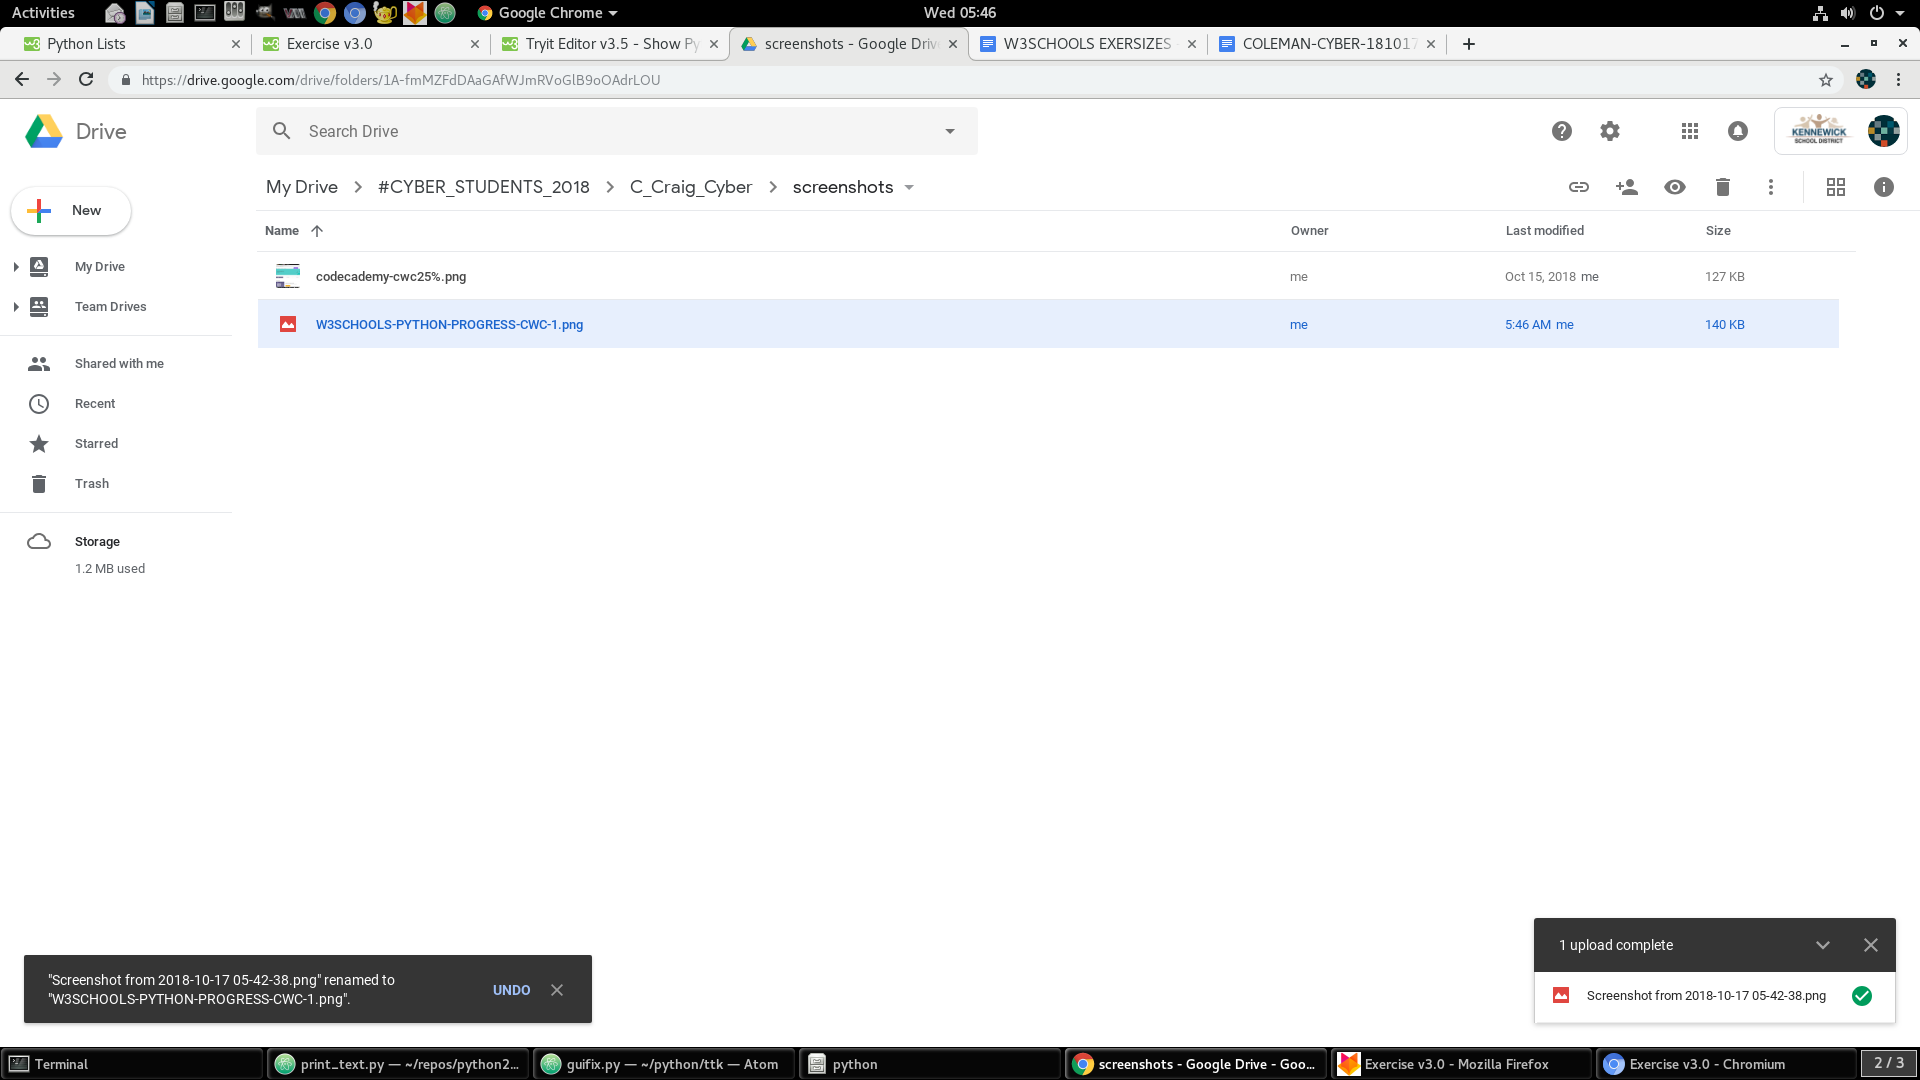 Activities
Google Chrome
Wed 05:46
Python Lists
Exercise v3.0
Tryit Editor v3.5 - Show Py
screenshots - Google Driv
W3SCHOOLS EXERSIZES -
COLEMAN-CYBER-181017
https://drive.google.com/drive/folders/1A-fmMZFdDAaGAfWJmRVoGlB9oOAdrLOU
Drive
Search Drive
KENNEWICK
SCHOOL DISTRICT
My Drive
#CYBER_STUDENTS_2018
C_Craig_Cyber
screenshots
New
Name
Owner
Last modified
Size
codecademy-cwc25%.png
me
Oct 15, 2018 me
127 KB
W3SCHOOLS-PYTHON-PROGRESS-CWC-1.png
me
5:46 AM me
140 KB
My Drive
Team Drives
Shared with me
Recent
Starred
Trash
Storage
1.2 MB used
"Screenshot from 2018-10-17 05-42-38.png" renamed to
"W3SCHOOLS-PYTHON-PROGRESS-CWC-1.png".
UNDO
1 upload complete
Screenshot from 2018-10-17 05-42-38.png
Terminal
print_text.py — ~/repos/python2...
guifix.py — ~/python/ttk — Atom
python
screenshots - Google Drive - Goo...
Exercise v3.0 - Mozilla Firefox
Exercise v3.0 - Chromium
2 / 3